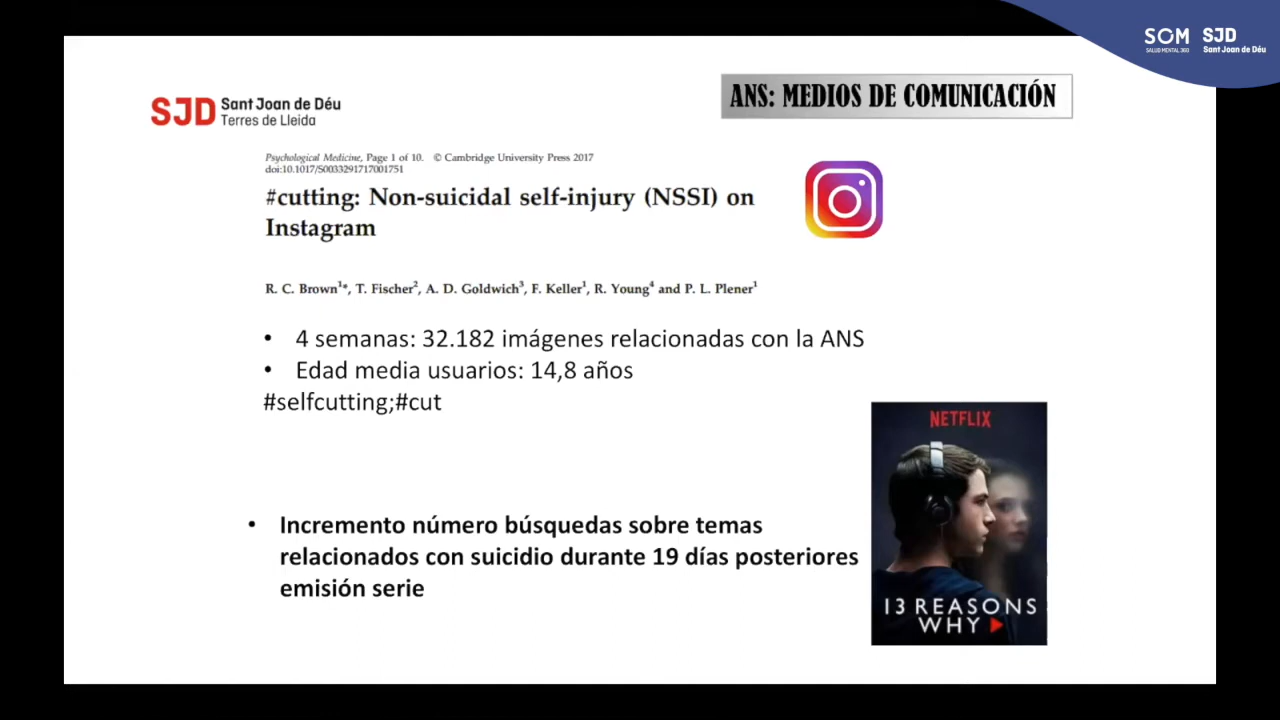 SOM
SALUD MENTAL 360
SJD
Sant Joan de Déu
ANS: MEDIOS DE COMUNICACIÓN
SJD
Sant Joan de Déu
Terres de Lleida
Psychological Medicine, Page 1 of 10. © Cambridge University Press 2017
doi:10.1017/S0033291717001751
#cutting: Non-suicidal self-injury (NSSI) on
Instagram
R. C. Brown1*, T. Fischer2, A. D. Goldwich3, F. Keller1, R. Young4 and P. L. Plener1
• 4 semanas: 32.182 imágenes relacionadas con la ANS
• Edad media usuarios: 14,8 años
#selfcutting;#cut
• Incremento número búsquedas sobre temas
relacionados con suicidio durante 19 días posteriores
emisión serie
NETFLIX
13 REASONS
WHY